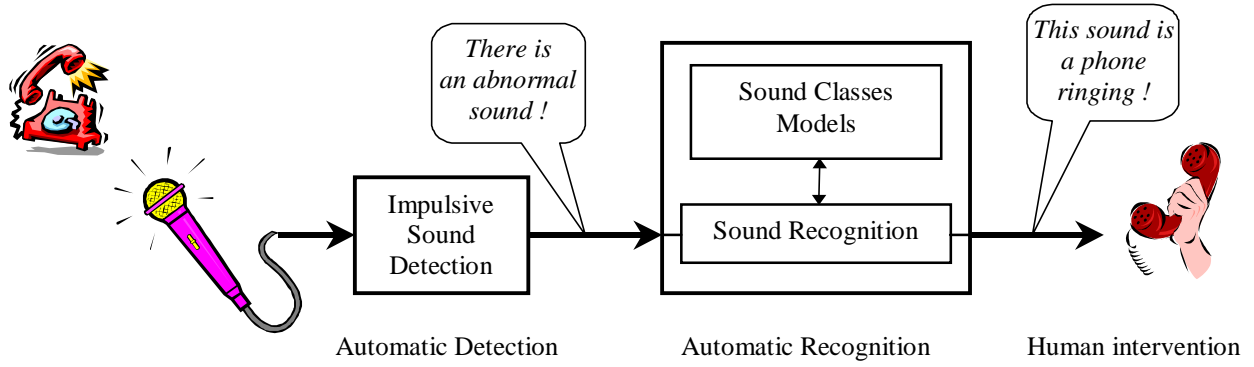 There is
an abnormal
sound !
This sound is
a phone
ringing !
Sound Classes
Models
Impulsive
Sound
Detection
Sound Recognition
Automatic Detection
Automatic Recognition
Human intervention